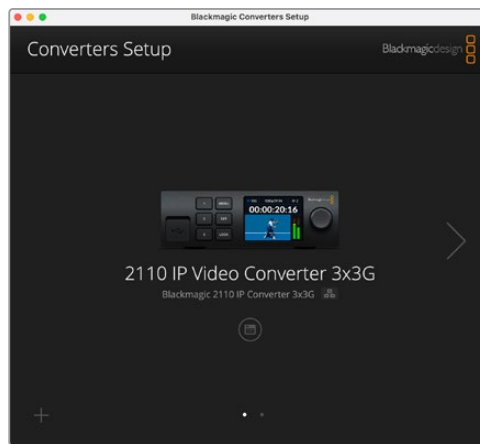 Blackmagic Converters Setup
Converters Setup
Blackmagicdesign
MENU
00:00:20:16
2110 IP Video Converter 3x3G
Blackmagic 2110 IP Converter 3x3G